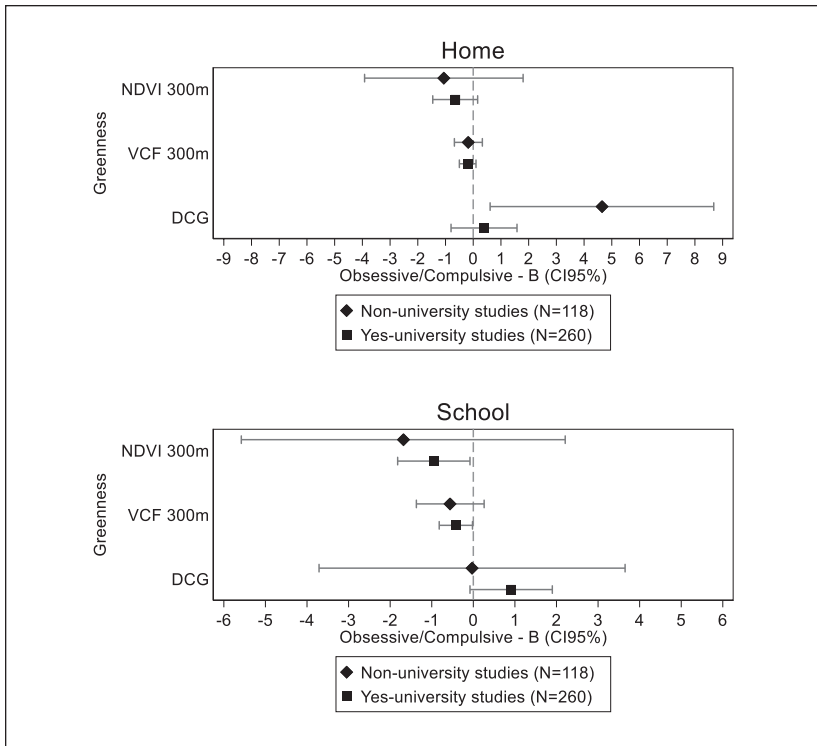 Home
Greenness
NDVI 300m
VCF 300m
DCG
-9 -8 -7 -6 -5 -4 -3 -2 -1 0 1 2 3 4 5 6 7 8 9
Obsessive/Compulsive - B (CI95%)
Non-university studies (N=118)
Yes-university studies (N=260)
School
Greenness
NDVI 300m
VCF 300m
DCG
-6 -5 -4 -3 -2 -1 0 1 2 3 4 5 6
Obsessive/Compulsive - B (CI95%)
Non-university studies (N=118)
Yes-university studies (N=260)